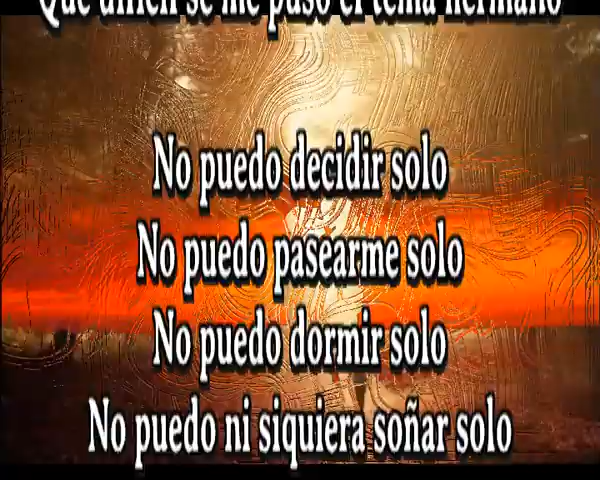 Que difícil se me puso el tema hermano
No puedo decidir solo
No puedo pasearme solo
No puedo dormir solo
No puedo ni siquiera soñar solo